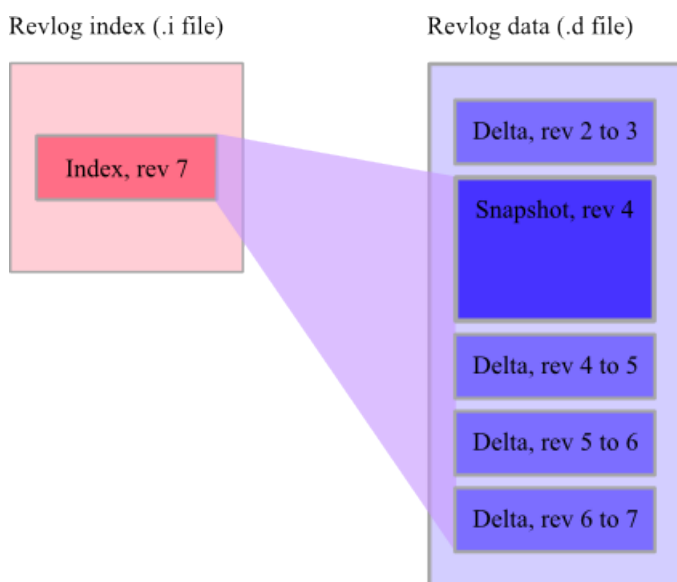 Revlog index (.i file)
Revlog data (.d file)
Index, rev 7
Delta, rev 2 to 3
Snapshot, rev 4
Delta, rev 4 to 5
Delta, rev 5 to 6
Delta, rev 6 to 7